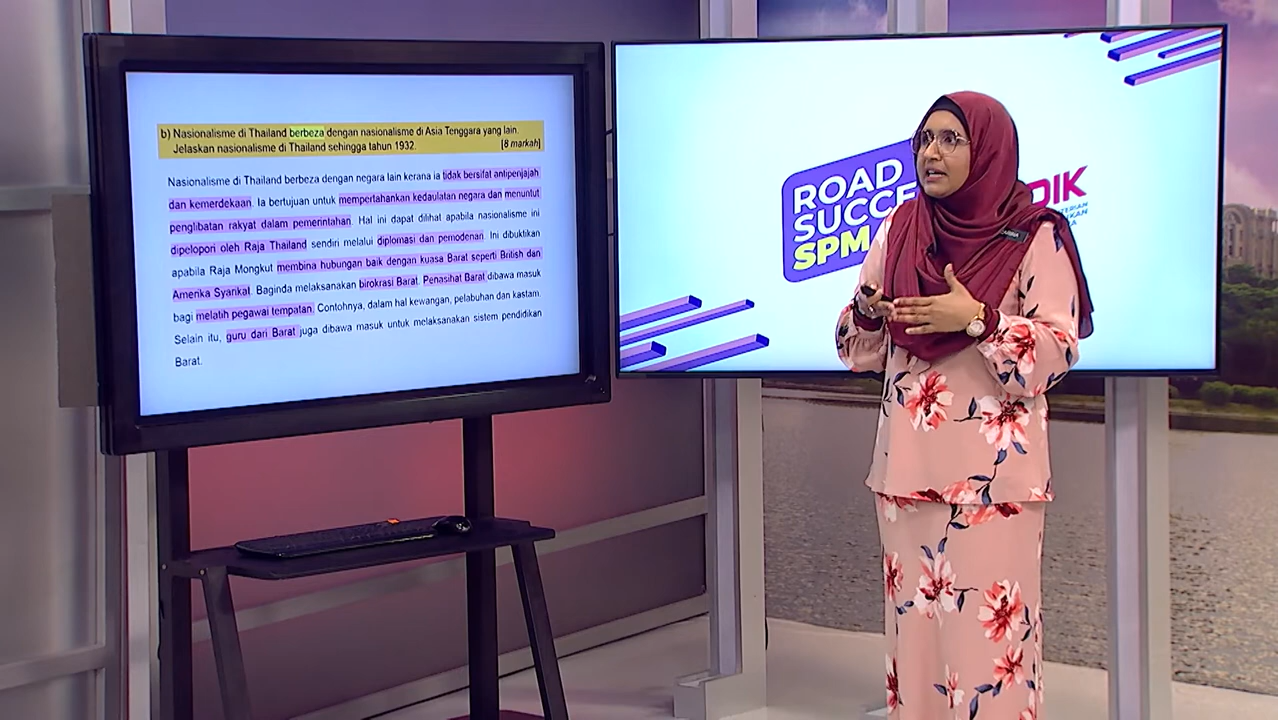 b) Nasionalisme di Thailand berbeza dengan nasionalisme di Asia Tenggara yang lain.
Jelaskan nasionalisme di Thailand sehingga tahun 1932. [8 markah]
Nasionalisme di Thailand berbeza dengan negara lain kerana ia tidak bersifat antipenjajah
dan kemerdekaan. Ia bertujuan untuk mempertahankan kedaulatan negara dan menuntut
penglibatan rakyat dalam pemerintahan. Hal ini dapat dilihat apabila nasionalisme ini
dipelopori oleh Raja Thailand sendiri melalui diplomasi dan pemodenan. Ini dibuktikan
apabila Raja Mongkut membina hubungan baik dengan kuasa Barat seperti British dan
Amerika Syarikat. Baginda melaksanakan birokrasi Barat. Penasihat Barat dibawa masuk
bagi melatih pegawai tempatan. Contohnya, dalam hal kewangan, pelabuhan dan kastam.
Selain itu, guru dari Barat juga dibawa masuk untuk melaksanakan sistem pendidikan
Barat.
ROAD
SUCCE
SPM
DIK